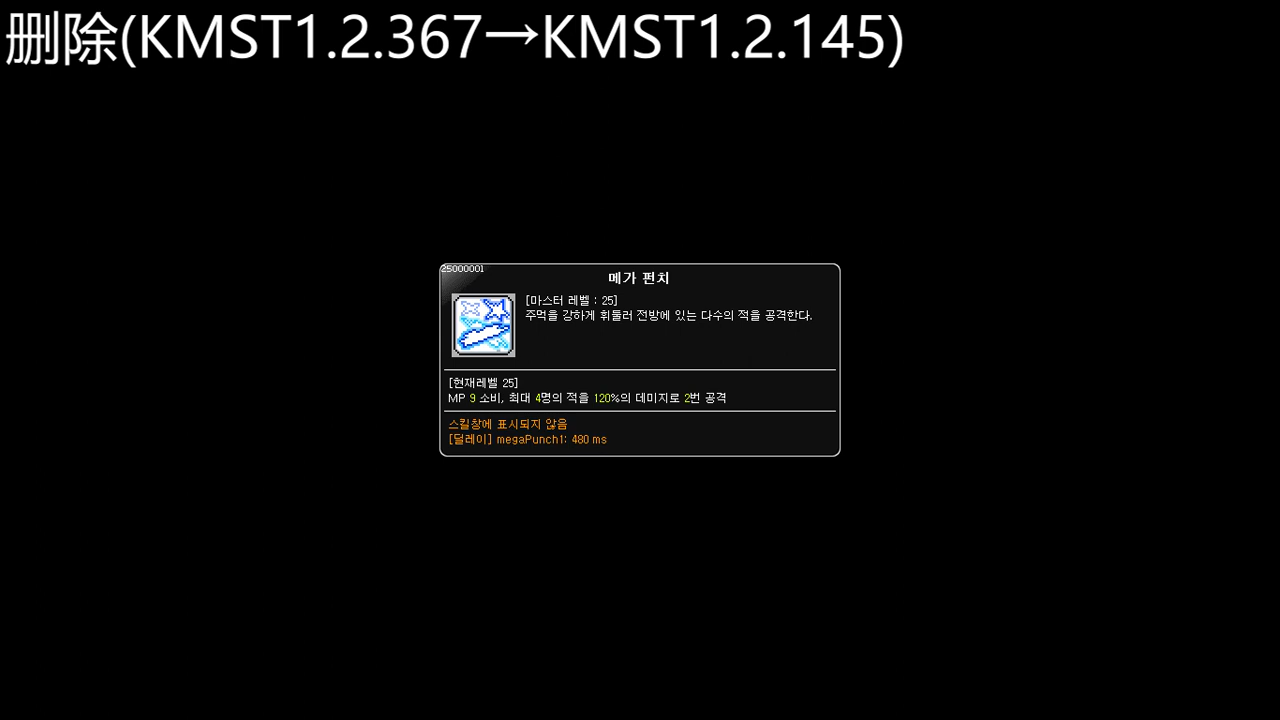 删除(KMST1.2.367→KMST1.2.145)
25000001
메가 펀치
[마스터 레벨 : 25]
주먹을 강하게 휘둘러 전방에 있는 다수의 적을 공격한다.
[현재레벨 25]
MP 9 소비, 최대 4명의 적을 120%의 데미지로 2번 공격
스킬창에 표시되지 않음
[딜레이] megaPunch1: 480 ms